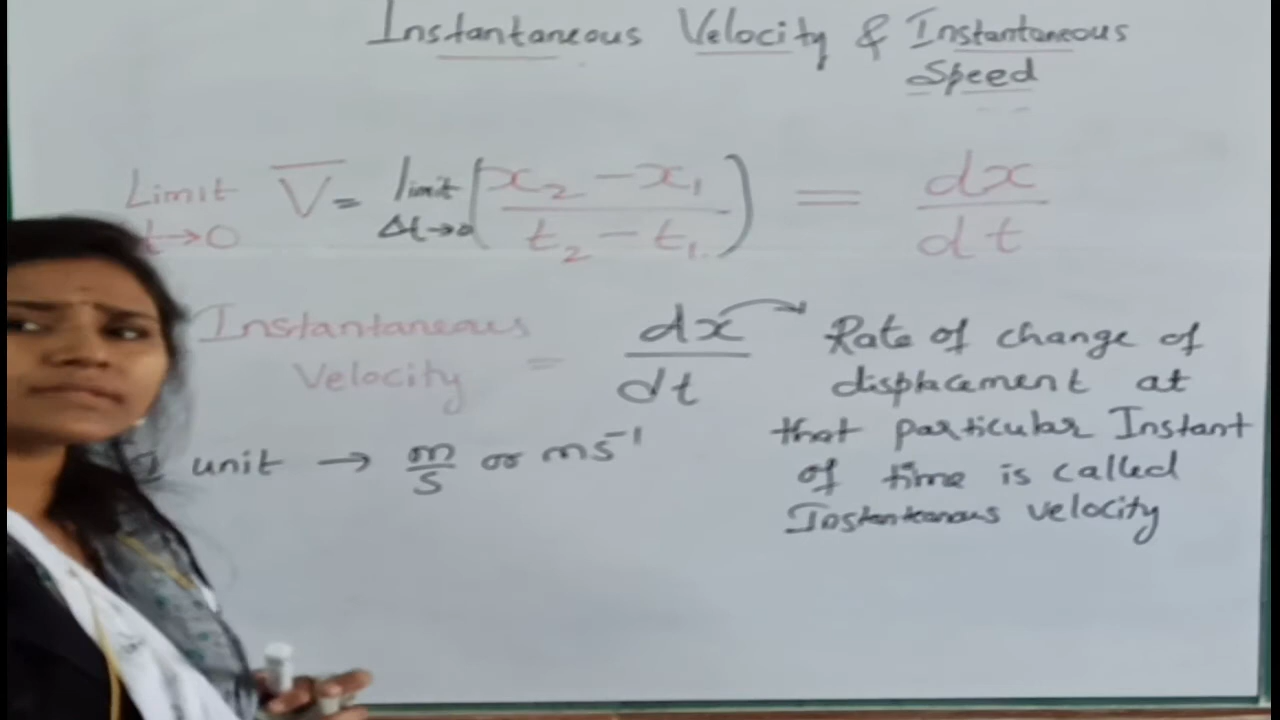 Instantaneous Velocity & Instantaneous
Speed
Limit t→0 V̅ = limit Δt→0 (x₂ - x₁ / t₂ - t₁) = dx/dt
Instantaneous Velocity = dx/dt
→ Rate of change of
displacement at
that particular Instant
of time is called
Instantaneous velocity
unit → m/s or ms⁻¹